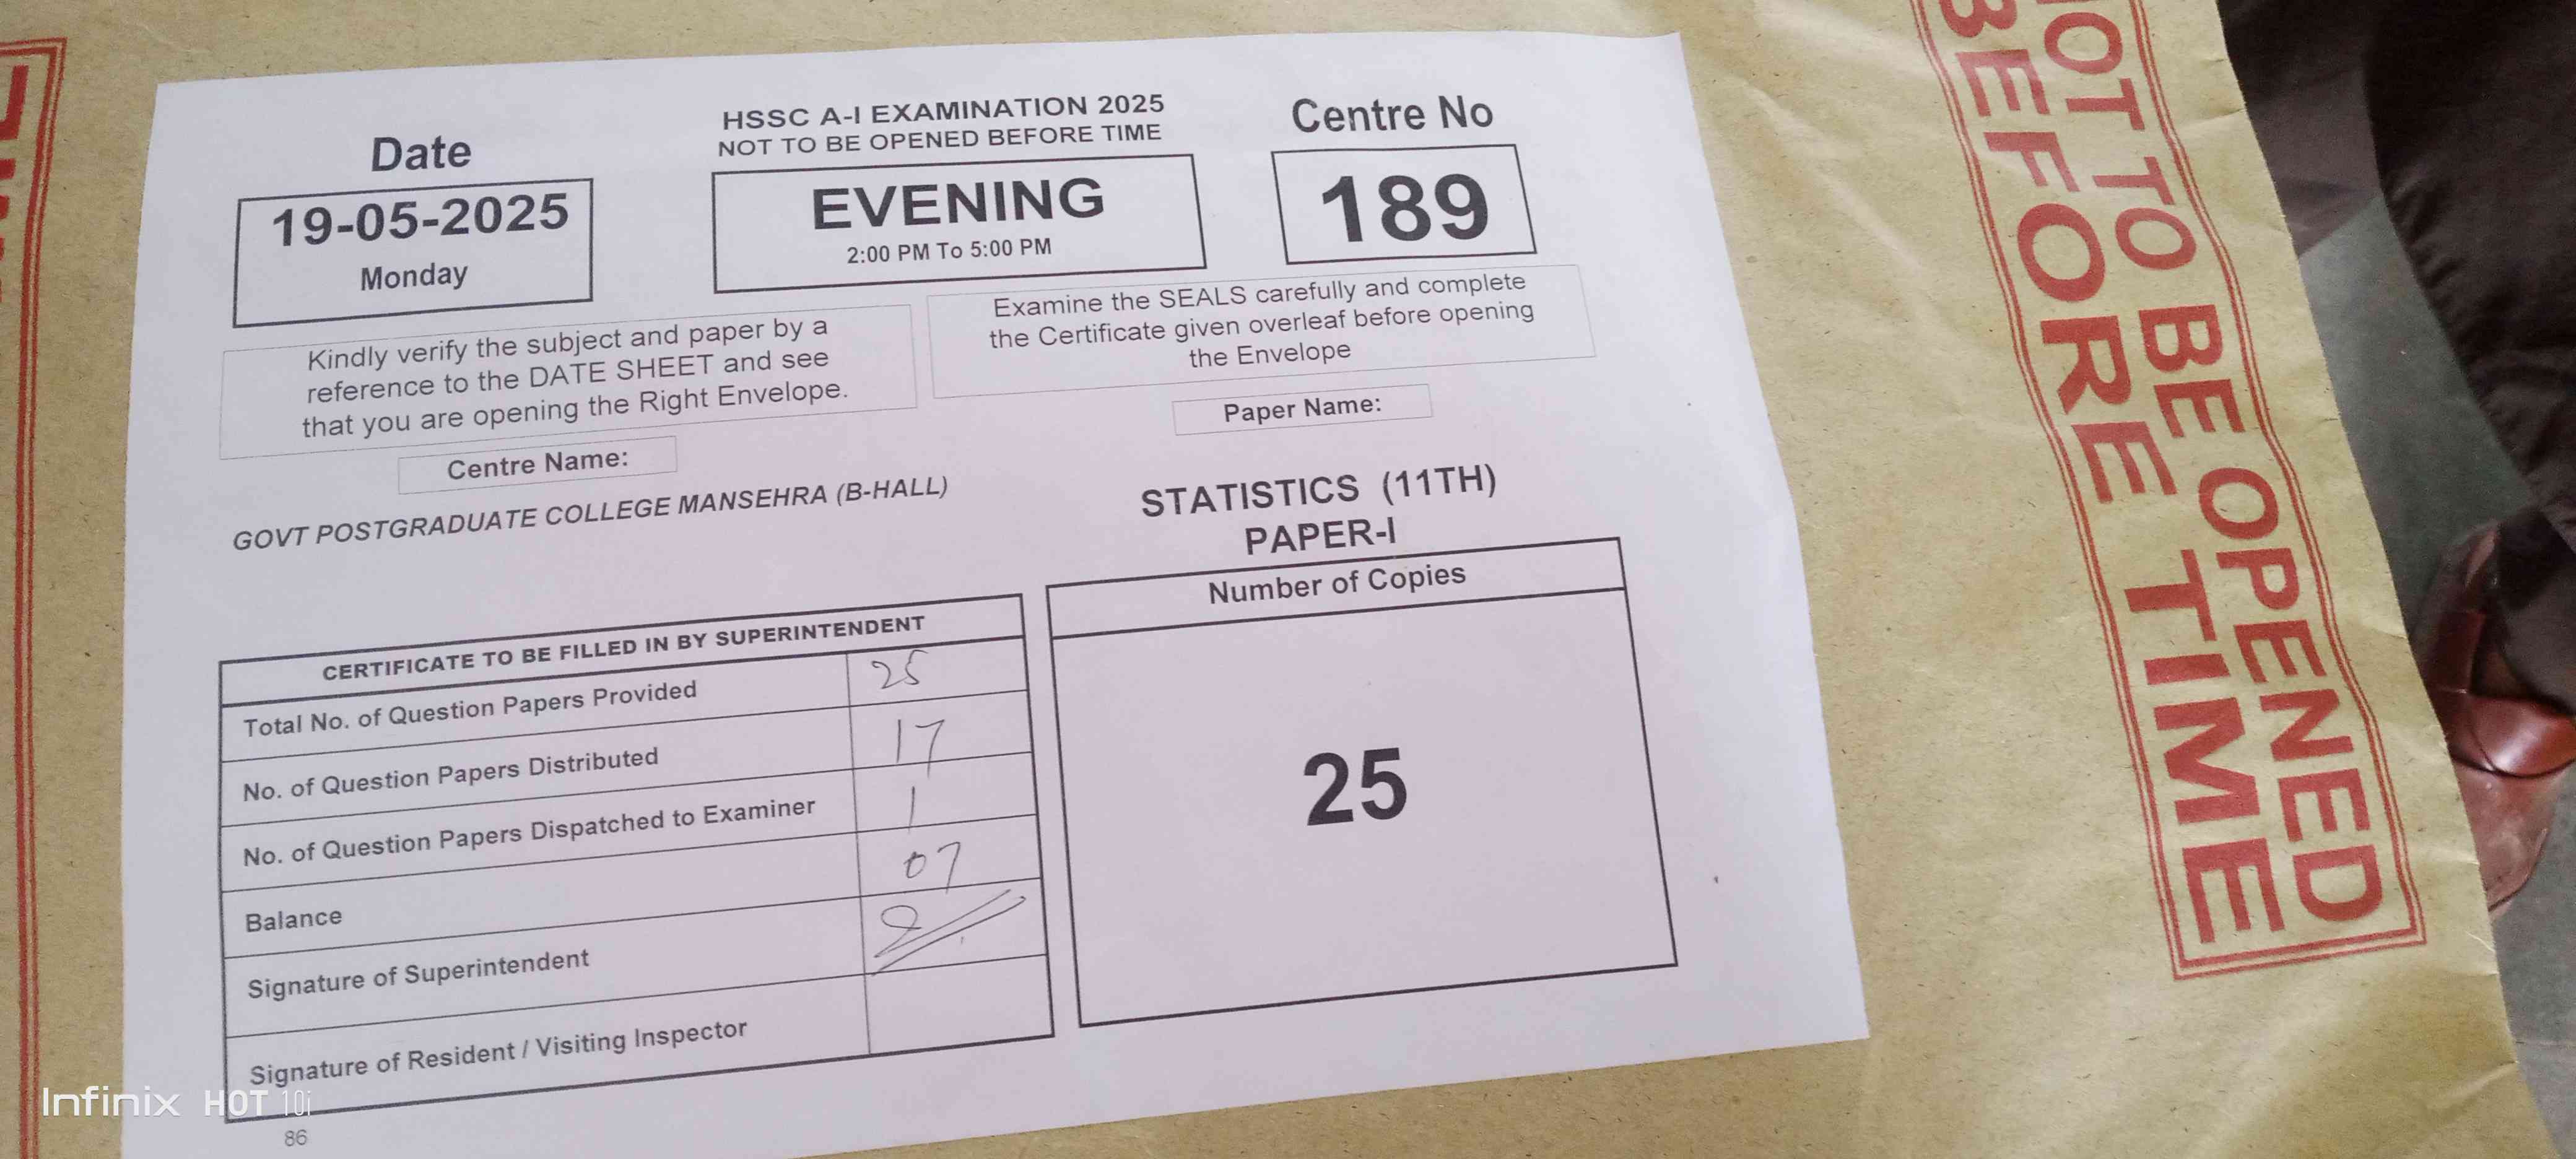 HSSC A-I EXAMINATION 2025
NOT TO BE OPENED BEFORE TIME
Date
19-05-2025
Monday
EVENING
2:00 PM To 5:00 PM
Centre No
189
Kindly verify the subject and paper by a
reference to the DATE SHEET and see
that you are opening the Right Envelope.
Examine the SEALS carefully and complete
the Certificate given overleaf before opening
the Envelope
Centre Name:
GOVT POSTGRADUATE COLLEGE MANSEHRA (B-HALL)
Paper Name:
STATISTICS (11TH)
PAPER-I
CERTIFICATE TO BE FILLED IN BY SUPERINTENDENT
Total No. of Question Papers Provided 25
No. of Question Papers Distributed 17
No. of Question Papers Dispatched to Examiner 1
Balance 07
Signature of Superintendent
Signature of Resident / Visiting Inspector
Number of Copies
25
86
NOT TO BE OPENED
BEFORE TIME
Infinix HOT 10i